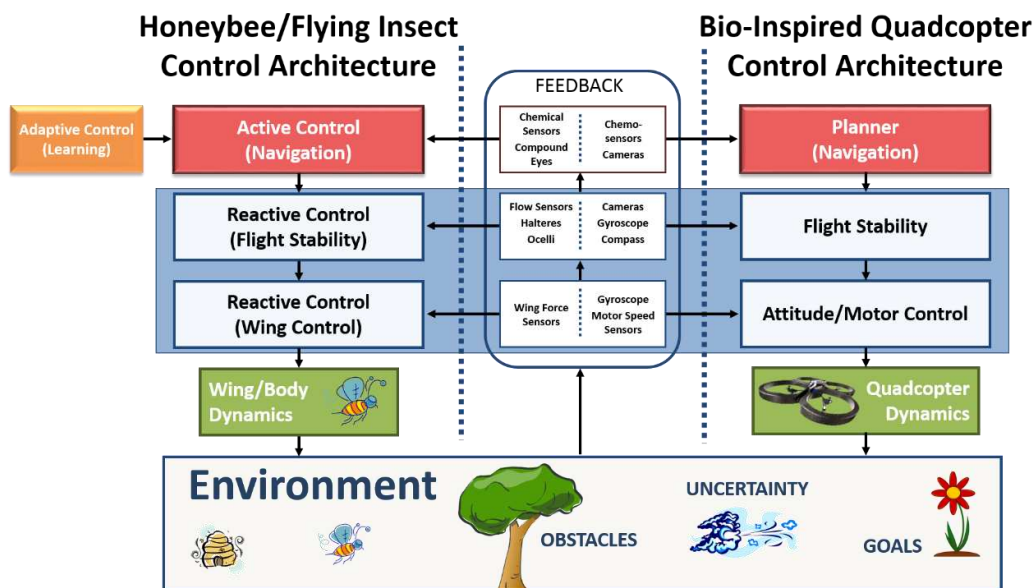 Honeybee/Flying Insect
Control Architecture
Bio-Inspired Quadcopter
Control Architecture
FEEDBACK
Adaptive Control
(Learning)
Active Control
(Navigation)
Chemical
Sensors
Compound
Eyes
Chemo-
sensors
Cameras
Planner
(Navigation)
Reactive Control
(Flight Stability)
Flow Sensors
Halteres
Ocelli
Cameras
Gyroscope
Compass
Flight Stability
Reactive Control
(Wing Control)
Wing Force
Sensors
Gyroscope
Motor Speed
Sensors
Attitude/Motor Control
Wing/Body
Dynamics
Quadcopter
Dynamics
Environment
OBSTACLES
UNCERTAINTY
GOALS